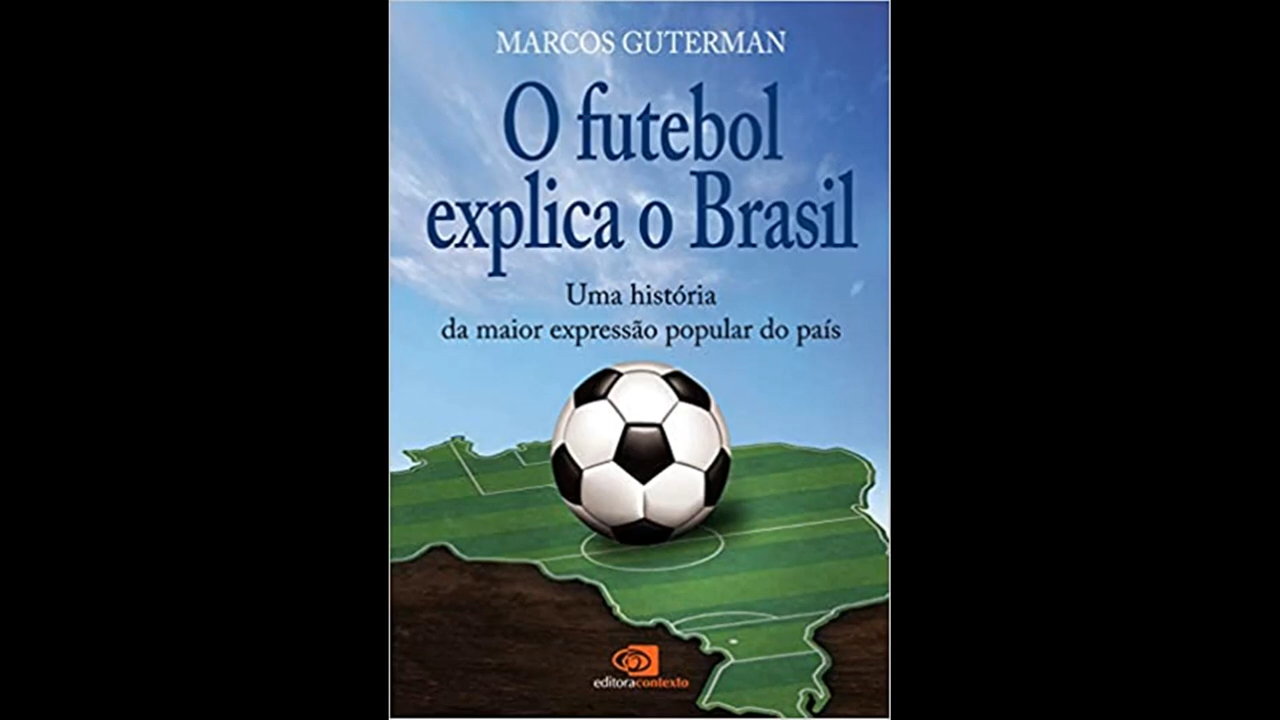 MARCOS GUTERMAN
O futebol
explica o Brasil
Uma história
da maior expressão popular do país
editoracontexto